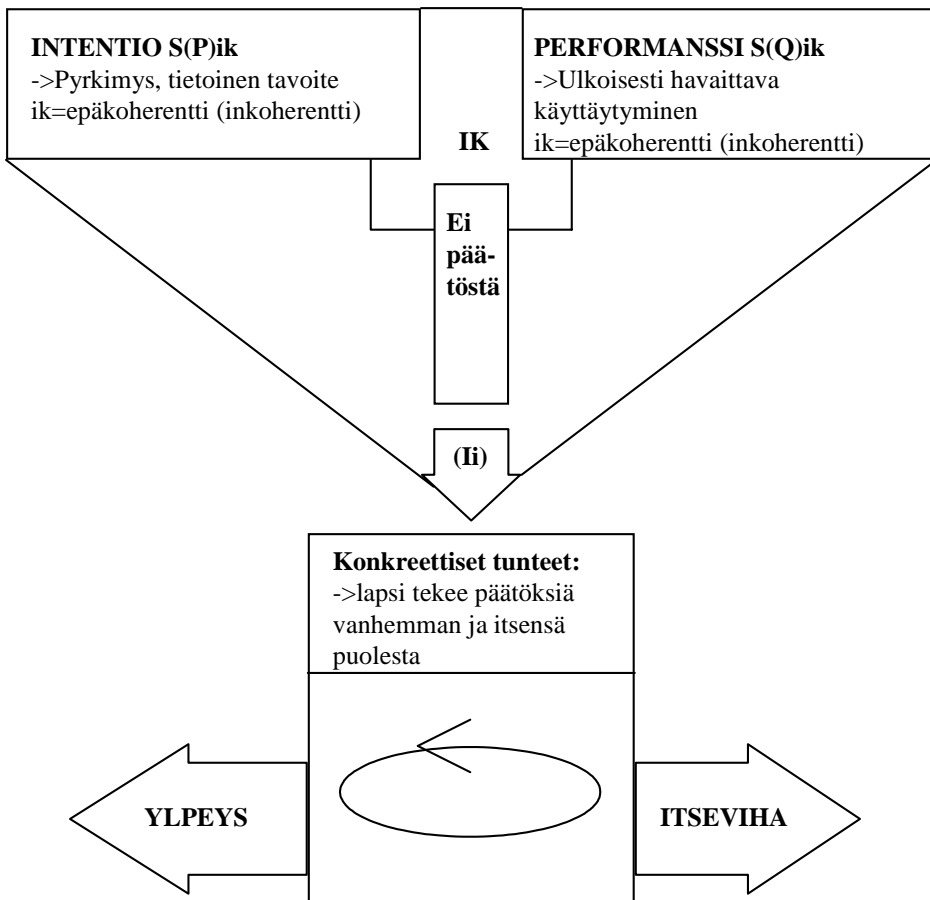 INTENTIO S(P)ik
->Pyrkimys, tietoinen tavoite
ik=epäkoherentti (inkoherentti)
PERFORMANSSI S(Q)ik
->Ulkoisesti havaittava
käyttäytyminen
ik=epäkoherentti (inkoherentti)
IK
Ei
pää-
töstä
(Ii)
Konkreettiset tunteet:
->lapsi tekee päätöksiä
vanhemman ja itsensä
puolesta
YLPEYS
ITSEVIHA